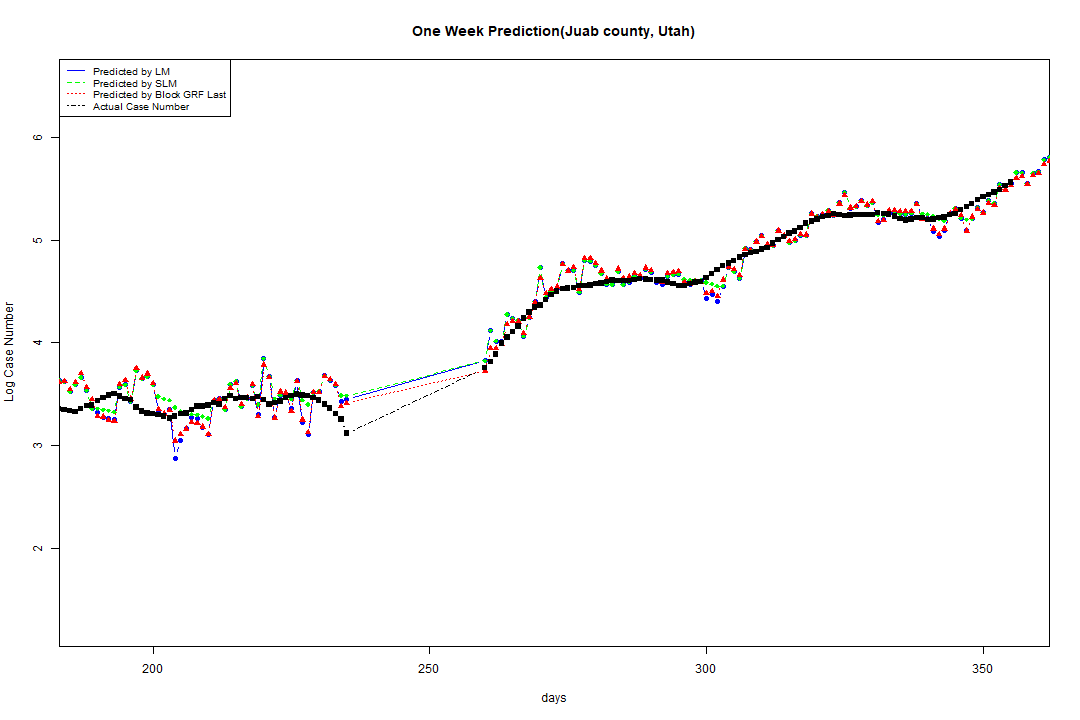 One Week Prediction(Juab county, Utah)
Predicted by LM
Predicted by SLM
Predicted by Block GRF Last
Actual Case Number
Log Case Number
6
5
4
3
2
200 250 300 350
days